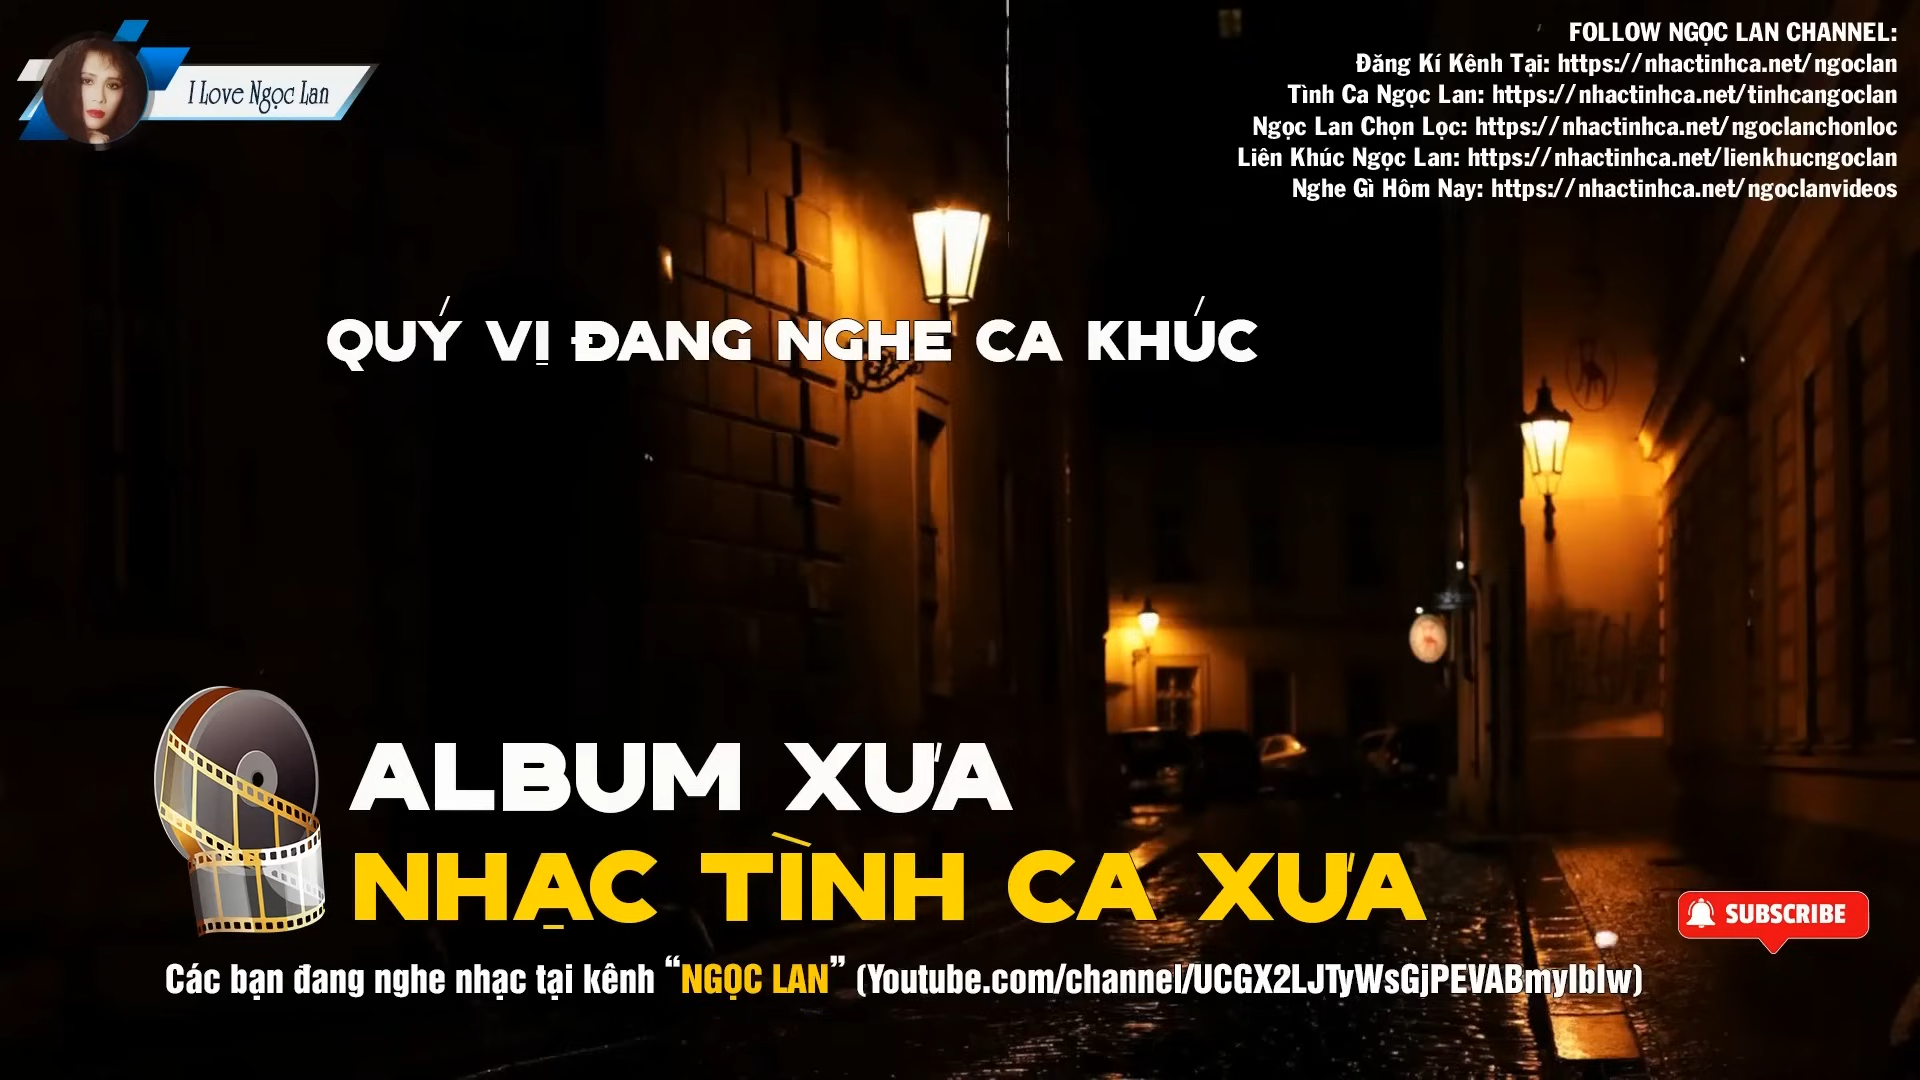 I Love Ngọc Lan
FOLLOW NGỌC LAN CHANNEL:
Đăng Kí Kênh Tại: https://nhactinhca.net/ngoclan
Tình Ca Ngọc Lan: https://nhactinhca.net/tinhcangoclan
Ngọc Lan Chọn Lọc: https://nhactinhca.net/ngoclanchonloc
Liên Khúc Ngọc Lan: https://nhactinhca.net/lienkhucngoclan
Nghe Gì Hôm Nay: https://nhactinhca.net/ngoclanvideos
QUÝ VỊ ĐANG NGHE CA KHÚC
ALBUM XƯA
NHẠC TÌNH CA XƯA
SUBSCRIBE
Các bạn đang nghe nhạc tại kênh “NGỌC LAN” (Youtube.com/channel/UCGX2LJTyWsGjPEVABmylblw)